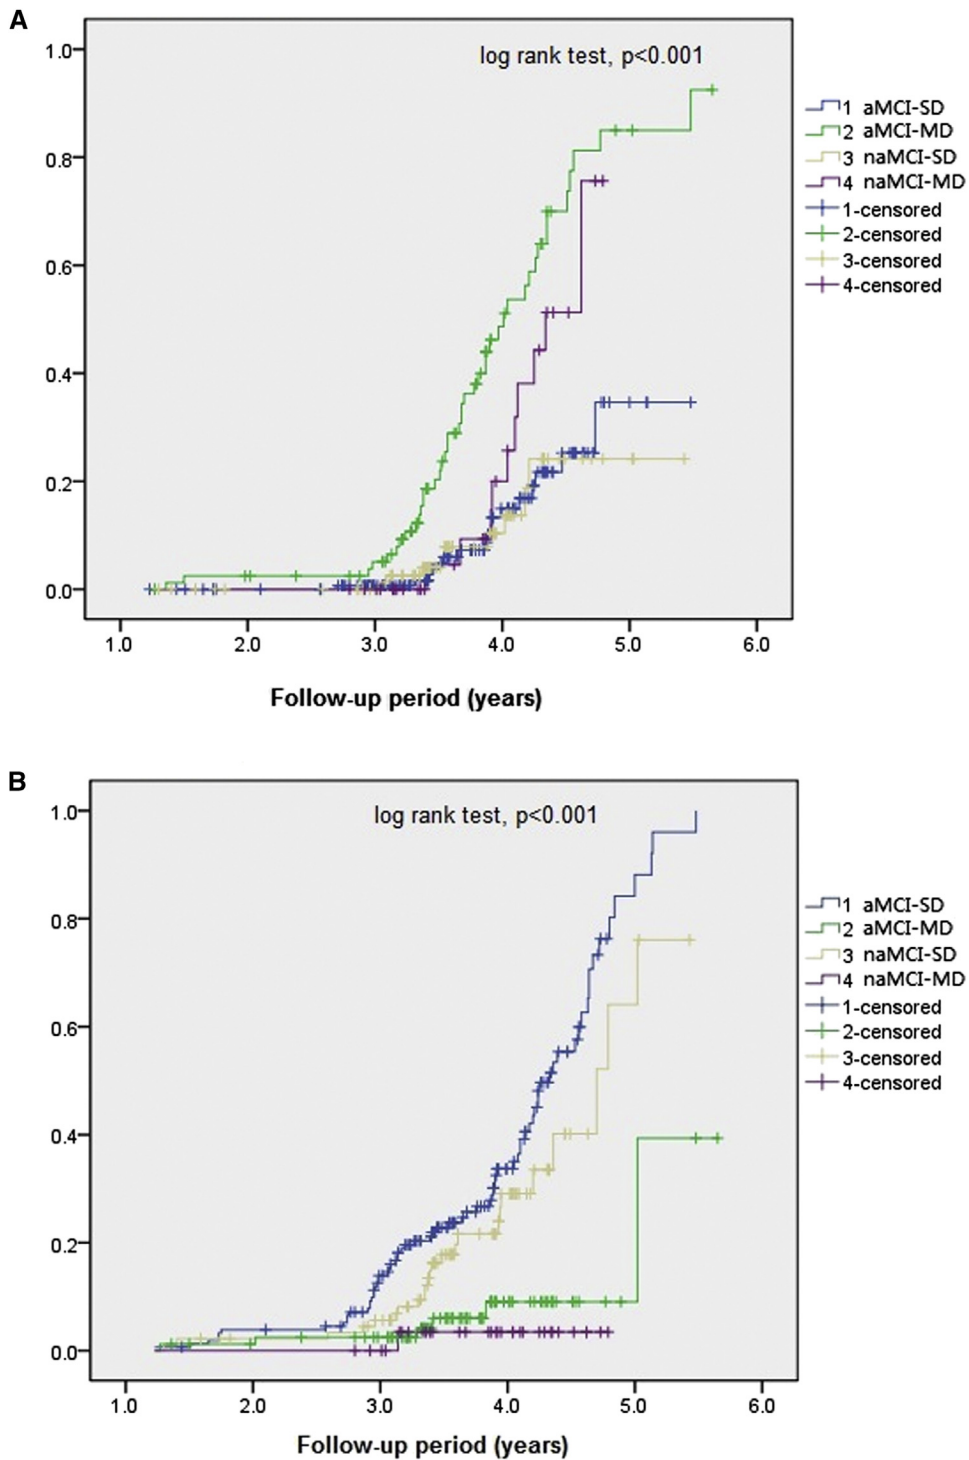 A
log rank test, p<0.001
1.0
0.8
0.6
0.4
0.2
0.0
1.0 2.0 3.0 4.0 5.0 6.0
Follow-up period (years)
1 aMCI-SD
2 aMCI-MD
3 naMCI-SD
4 naMCI-MD
1-censored
2-censored
3-censored
4-censored
B
log rank test, p<0.001
1.0
0.8
0.6
0.4
0.2
0.0
1.0 2.0 3.0 4.0 5.0 6.0
Follow-up period (years)
1 aMCI-SD
2 aMCI-MD
3 naMCI-SD
4 naMCI-MD
1-censored
2-censored
3-censored
4-censored